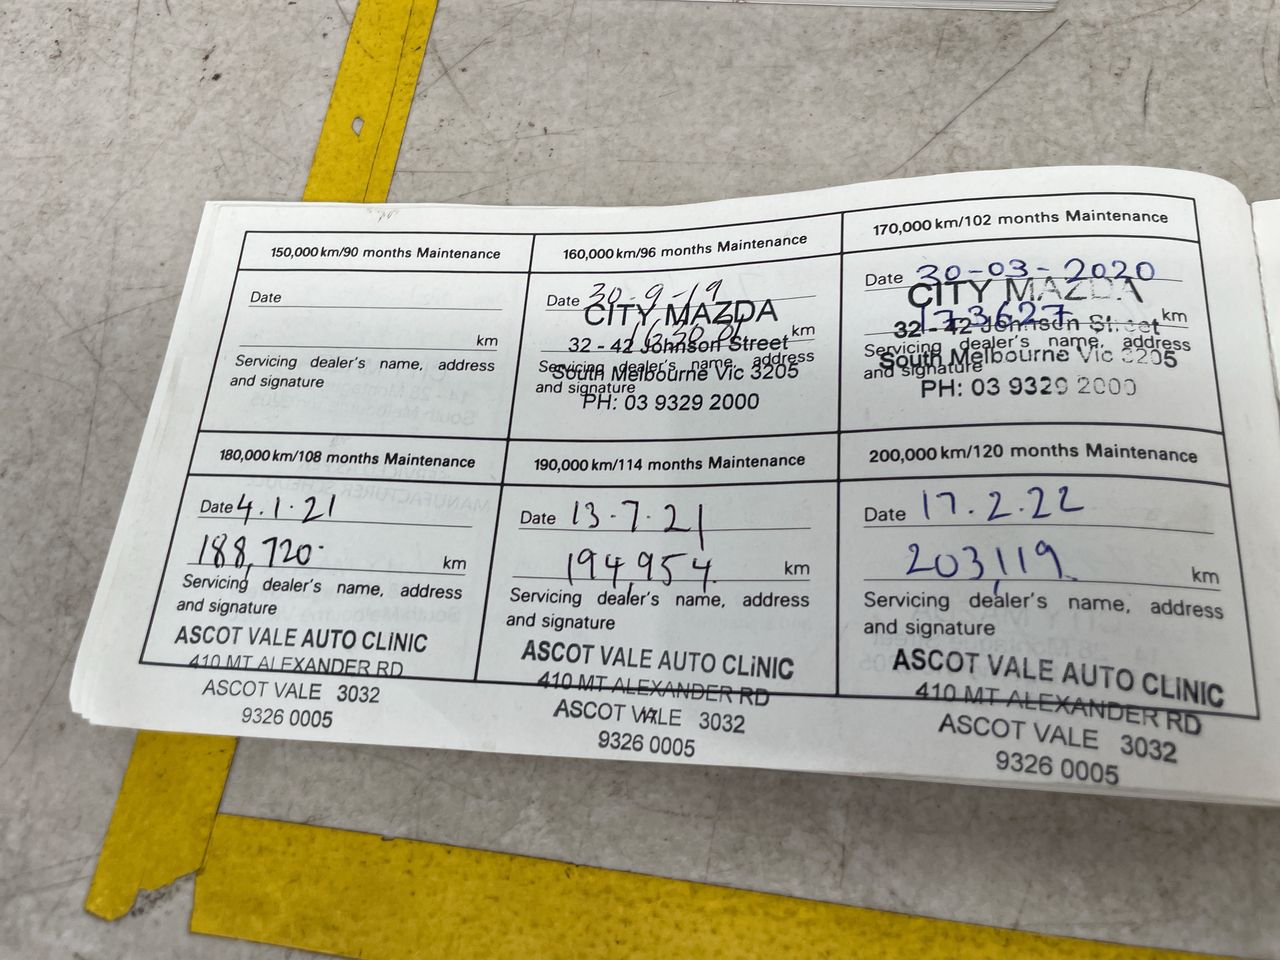 150,000 km/90 months Maintenance
Date
km
Servicing dealer's name, address
and signature
160,000 km/96 months Maintenance
Date 30-9-19
CITY MAZDA
km
32 - 42 Johnson Street
Servicing dealer's name, address
South Melbourne Vic 3205
and signature
PH: 03 9329 2000
170,000 km/102 months Maintenance
Date 30-03-2020
CITY MAZDA
173627 km
32 - 42 Johnson Street
Servicing dealer's name, address
South Melbourne Vic 3205
and signature
PH: 03 9329 2000
180,000 km/108 months Maintenance
Date 4.1.21
188,720 km
Servicing dealer's name, address
and signature
ASCOT VALE AUTO CLiNIC
410 MT ALEXANDER RD
ASCOT VALE 3032
9326 0005
190,000 km/114 months Maintenance
Date 13-7-21
194,954 km
Servicing dealer's name, address
and signature
ASCOT VALE AUTO CLiNIC
410 MT ALEXANDER RD
ASCOT VALE 3032
9326 0005
200,000 km/120 months Maintenance
Date 17.2.22
203,119 km
Servicing dealer's name, address
and signature
ASCOT VALE AUTO CLiNIC
410 MT ALEXANDER RD
ASCOT VALE 3032
9326 0005